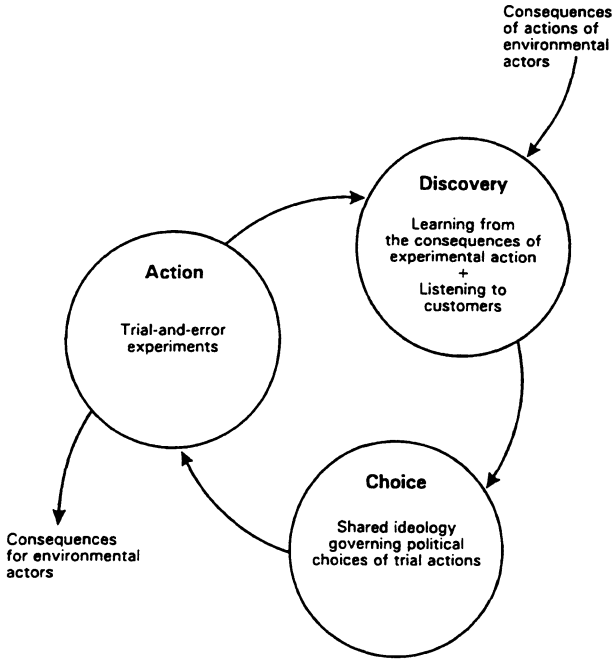 Consequences
of actions of
environmental
actors
Discovery
Learning from
the consequences of
experimental action
+
Listening to
customers
Action
Trial-and-error
experiments
Choice
Shared ideology
governing political
choices of trial actions
Consequences
for environmental
actors